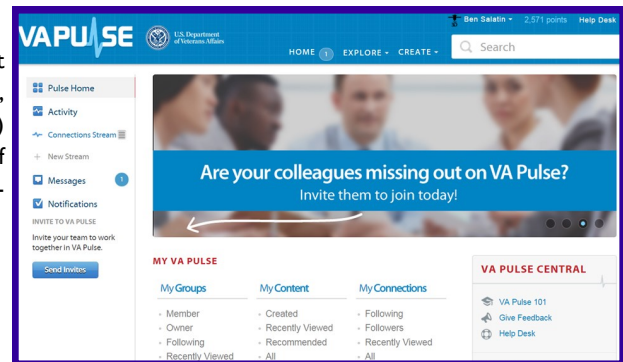 t
,
)
f
-
VA PULSE
U.S. Department
of Veterans Affairs
Ben Salatin
2,571 points
Help Desk
HOME 1
EXPLORE
CREATE
Search
Pulse Home
Activity
Connections Stream
+ New Stream
Messages 1
Notifications
INVITE TO VA PULSE
Invite your team to work
together in VA Pulse.
Send Invites
Are your colleagues missing out on VA Pulse?
Invite them to join today!
MY VA PULSE
My Groups
Member
Owner
Following
Recently Viewed
My Content
Created
Recently Viewed
Recommended
All
My Connections
Following
Followers
Recently Viewed
All
VA PULSE CENTRAL
VA Pulse 101
Give Feedback
Help Desk